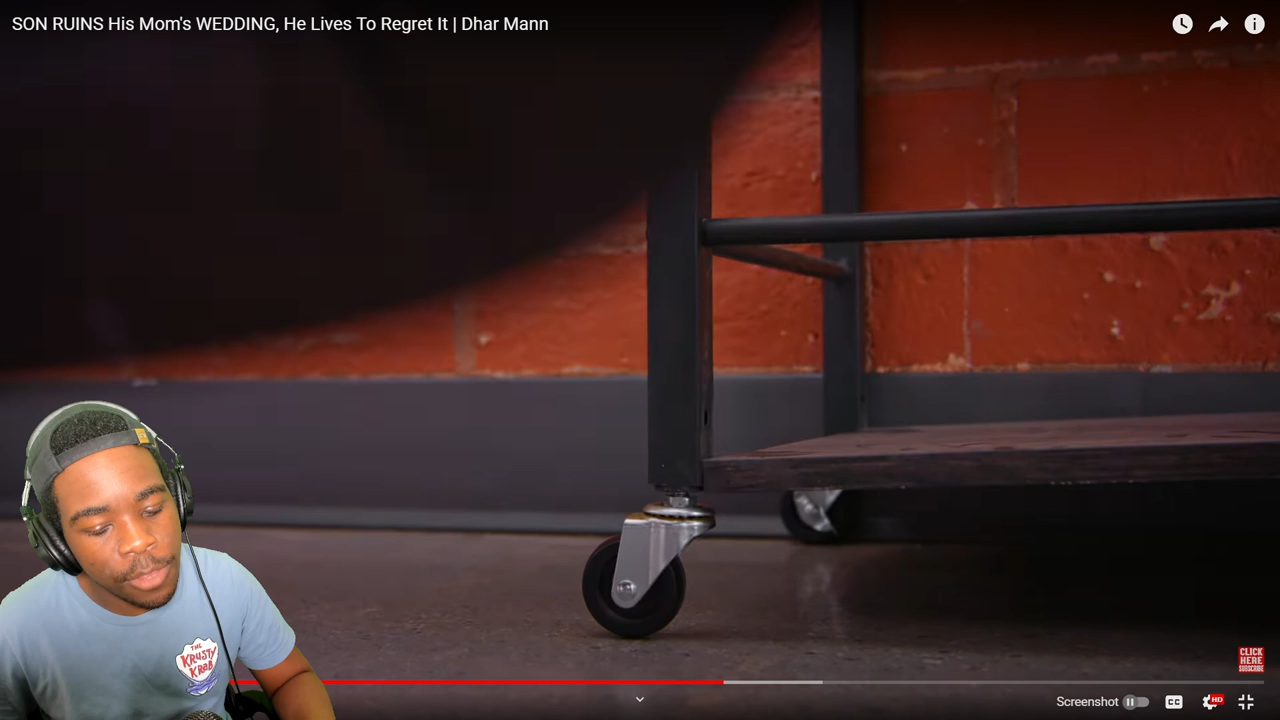 SON RUINS His Mom's WEDDING, He Lives To Regret It | Dhar Mann
THE
KRUSTY
KRAB
CLICK
HERE
SUBSCRIBE
Screenshot
CC
HD